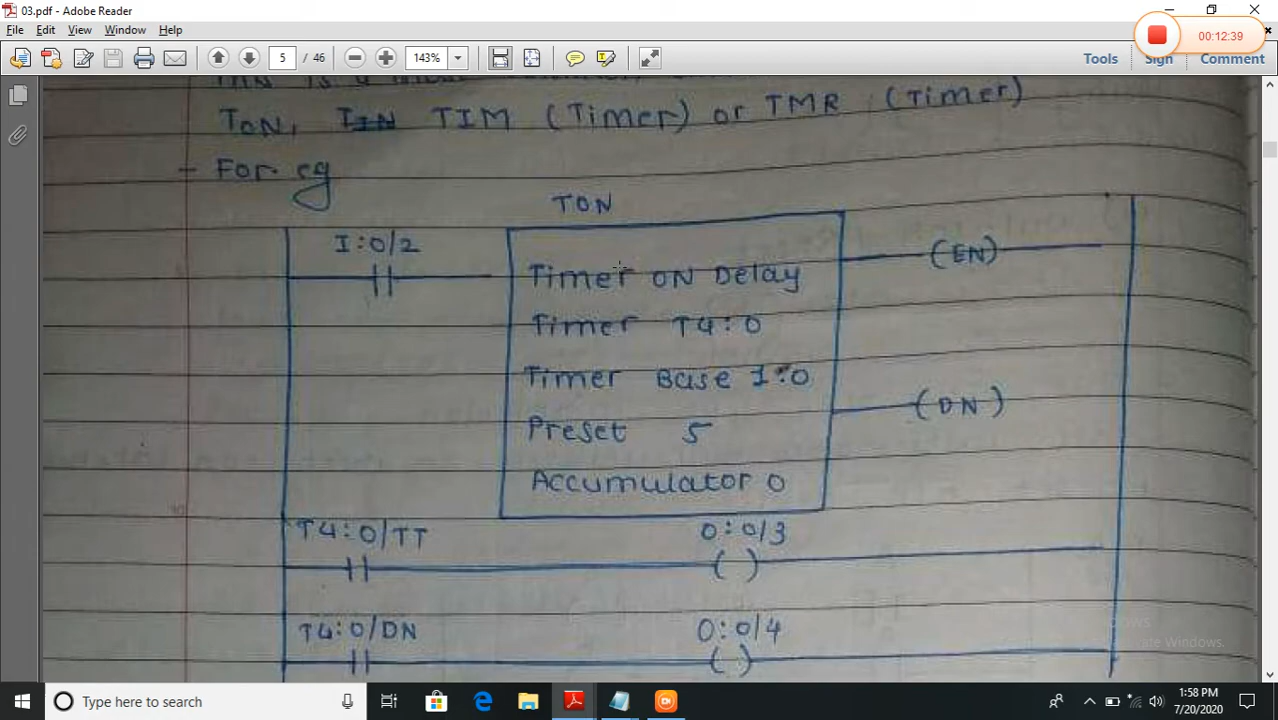 03.pdf - Adobe Reader
File Edit View Window Help
00:12:39
5 / 46
143%
Tools Sign Comment
TON, TIM (Timer) or TMR (Timer)
- For eg
TON
I:0/2
(EN)
Timer ON Delay
Timer T4:0
Timer Base 1:0
(DN)
Preset 5
Accumulator 0
T4:0/TT
O:0/3
( )
T4:0/DN
O:0/4
( )
Type here to search
1:58 PM
7/20/2020